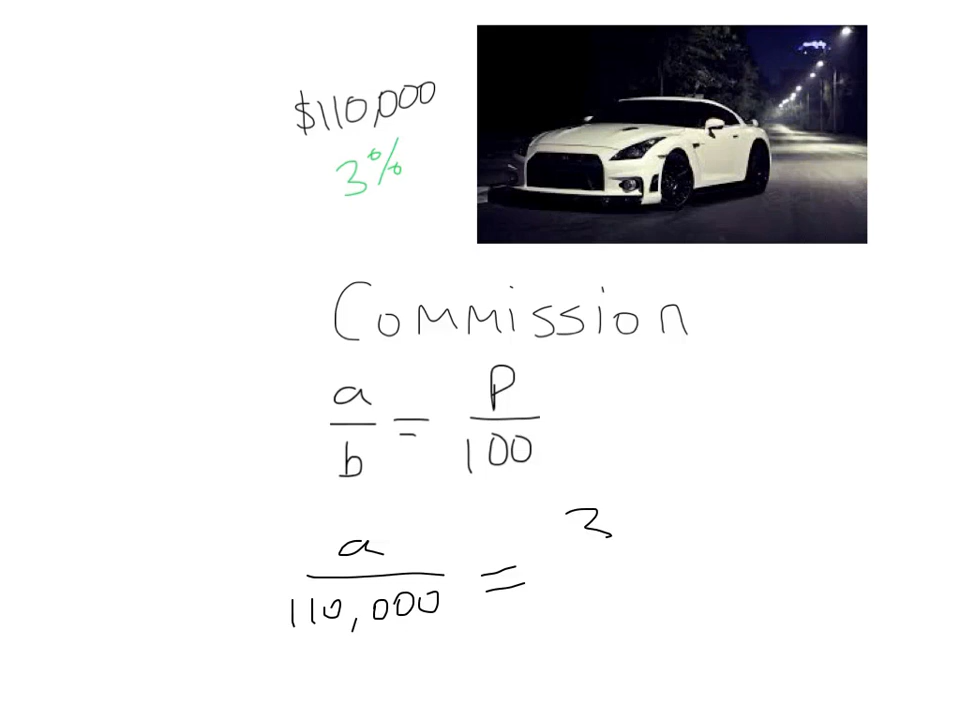 $110,000
3%
Commission
a/b = P/100
a/110,000 = 3